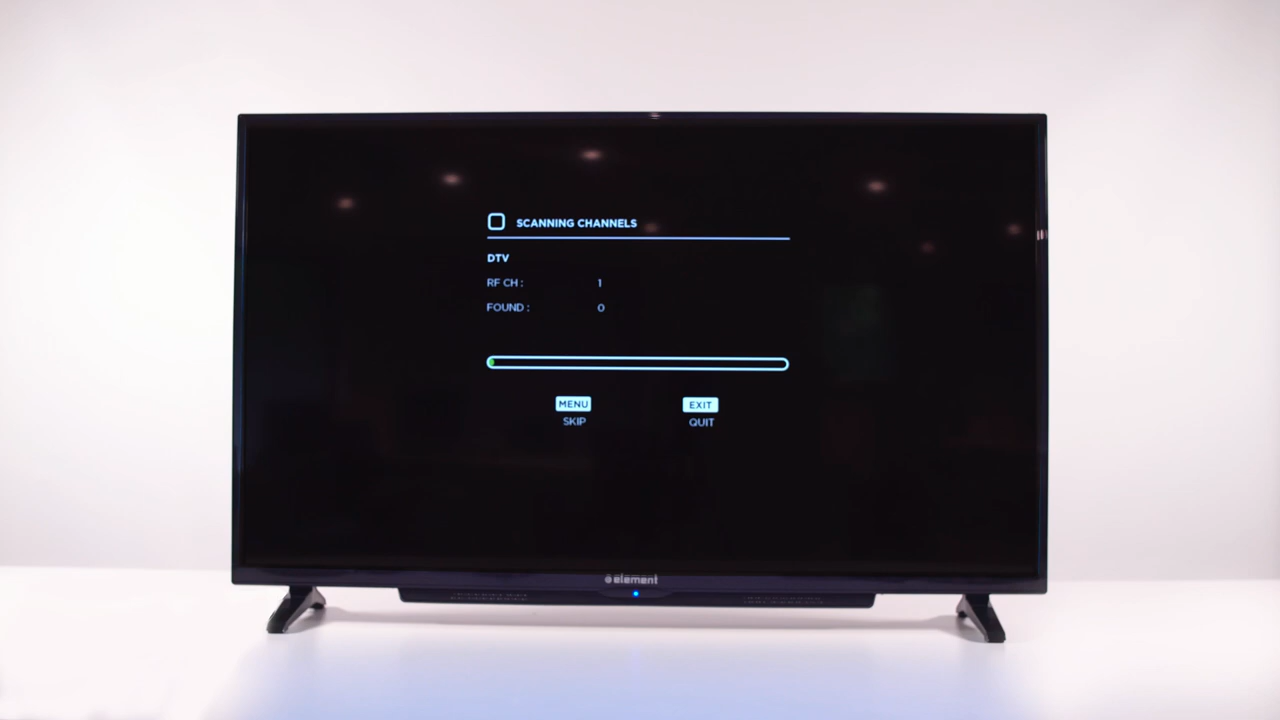 SCANNING CHANNELS
DTV
RF CH : 1
FOUND : 0
MENU EXIT
SKIP QUIT
element